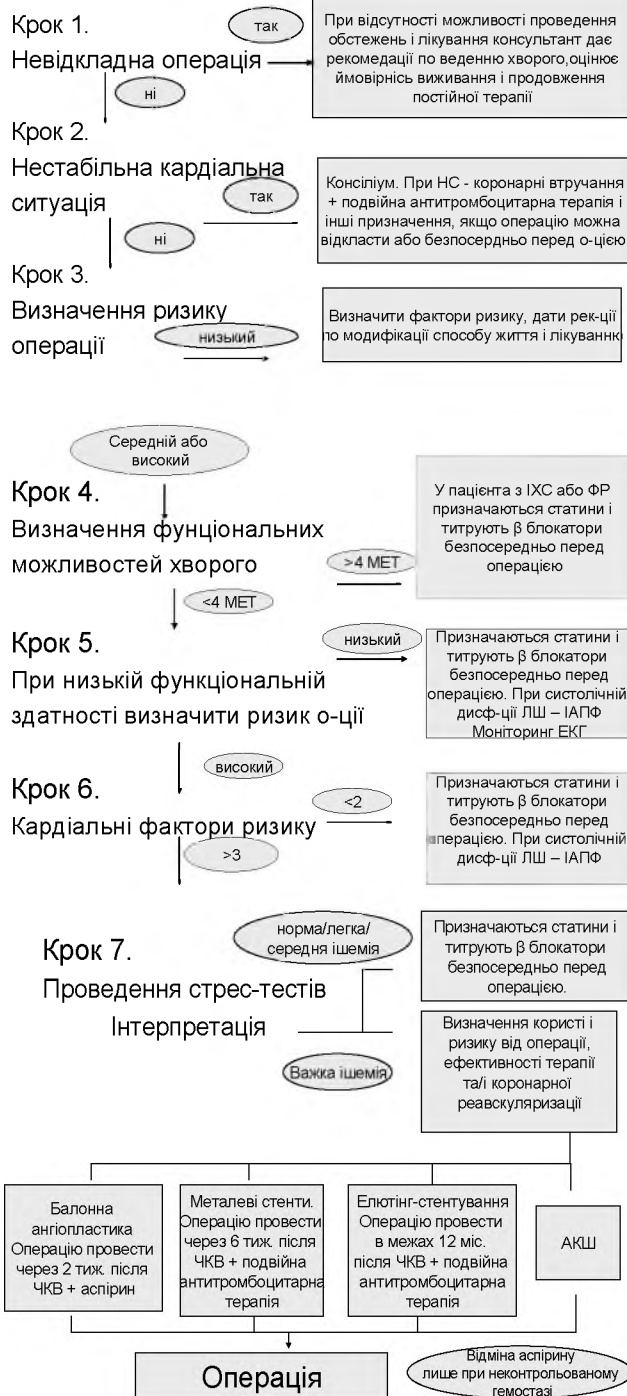 Крок 1.
так
Невідкладна операція
При відсутності можливості проведення
обстежень і лікування консультант дає
рекомедації по веденню хворого,оцінює
ймовірнісь виживання і продовження
постійної терапії
ні
Крок 2.
Нестабільна кардіальна
ситуація
так
Консіліум. При НС - коронарні втручання
+ подвійна антитромбоцитарна терапія і
інші призначення, якщо операцію можна
відкласти або безпосердньо перед о-цією
ні
Крок 3.
Визначення ризику
операції
низький
Визначити фактори ризику, дати рек-ції
по модифікації способу життя і лікуванню
Середній або
високий
Крок 4.
Визначення фунціональних
можливостей хворого
>4 МЕТ
У пацієнта з ІХС або ФР
призначаються статини і
титрують β блокатори
безпосередньо перед
операцією
<4 МЕТ
Крок 5.
При низькій функціональній
здатності визначити ризик о-ції
низький
Призначаються статини і
титрують β блокатори
безпосередньо перед
операцією. При систолічній
дисф-ції ЛШ – ІАПФ
Моніторинг ЕКГ
високий
Крок 6.
Кардіальні фактори ризику
<2
Призначаються статини і
титрують β блокатори
безпосередньо перед
операцією. При систолічній
дисф-ції ЛШ – ІАПФ
>3
Крок 7.
Проведення стрес-тестів
Інтерпретація
норма/легка/
середня ішемія
Призначаються статини і
титрують β блокатори
безпосередньо перед
операцією.
Важка ішемія
Визначення користі і
ризику від операції,
ефективності терапії
та/і коронарної
реавскуляризації
Балонна
ангіопластика
Операцію провести
через 2 тиж. після
ЧКВ + аспірин
Металеві стенти.
Операцію провести
через 6 тиж. після
ЧКВ + подвійна
антитромбоцитарна
терапія
Елютінг-стентування
Операцію провести
в межах 12 міс.
після ЧКВ + подвійна
антитромбоцитарна
терапія
АКШ
Операція
Відміна аспірину
лише при неконтрольованому
гемостазі